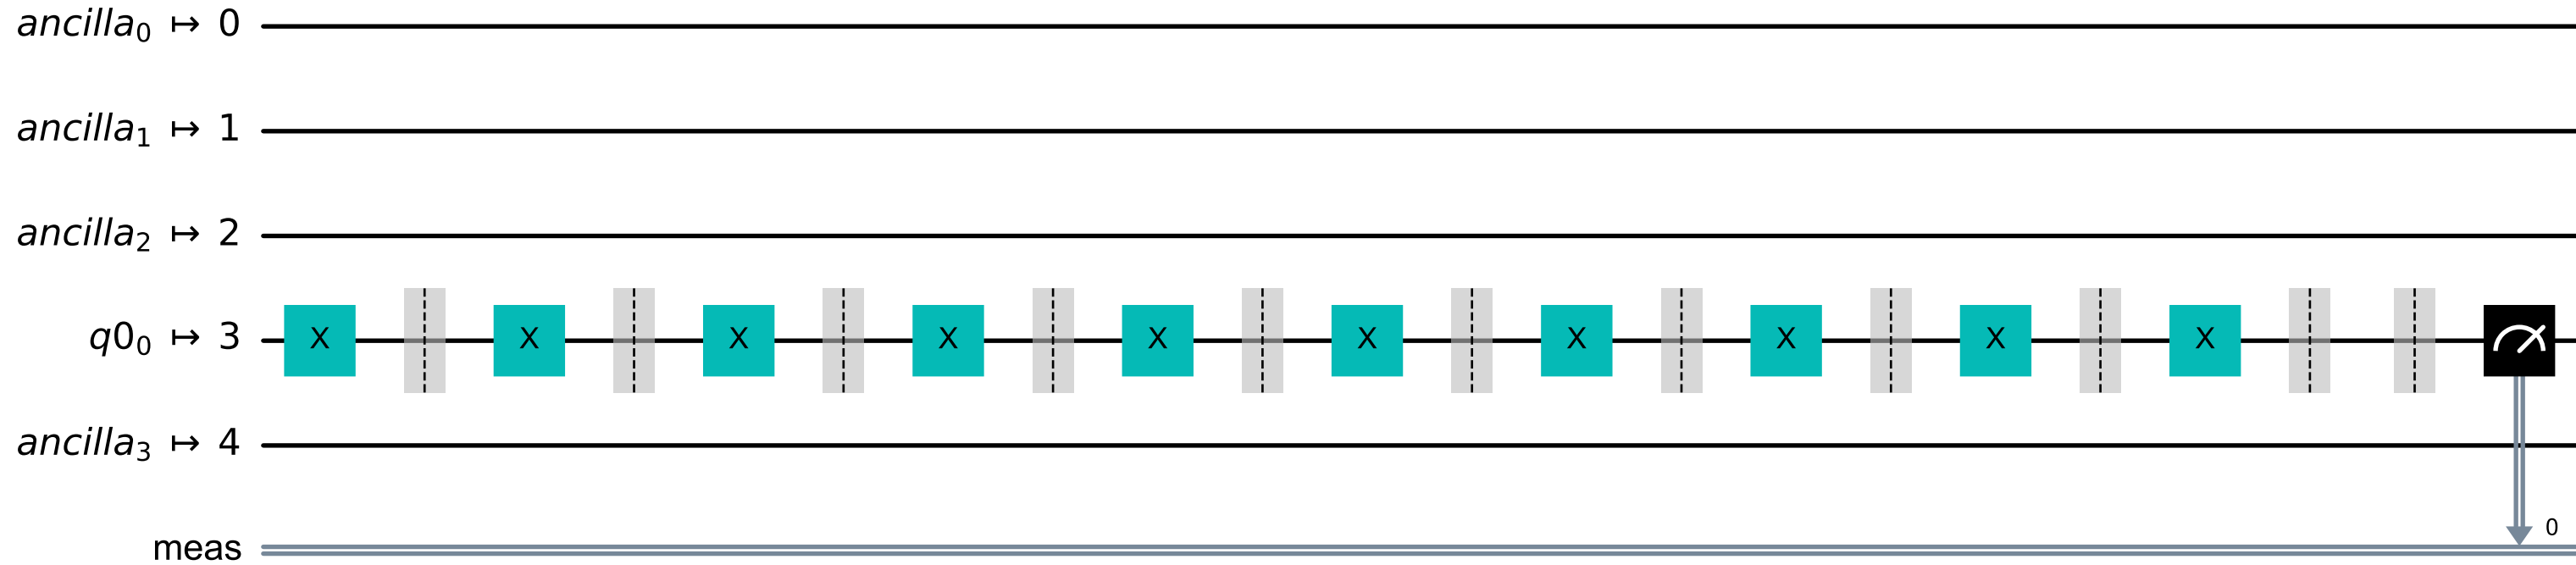 ancilla₀ ↦ 0
ancilla₁ ↦ 1
ancilla₂ ↦ 2
q0₀ ↦ 3 X X X X X X X X X X
ancilla₃ ↦ 4
0
meas